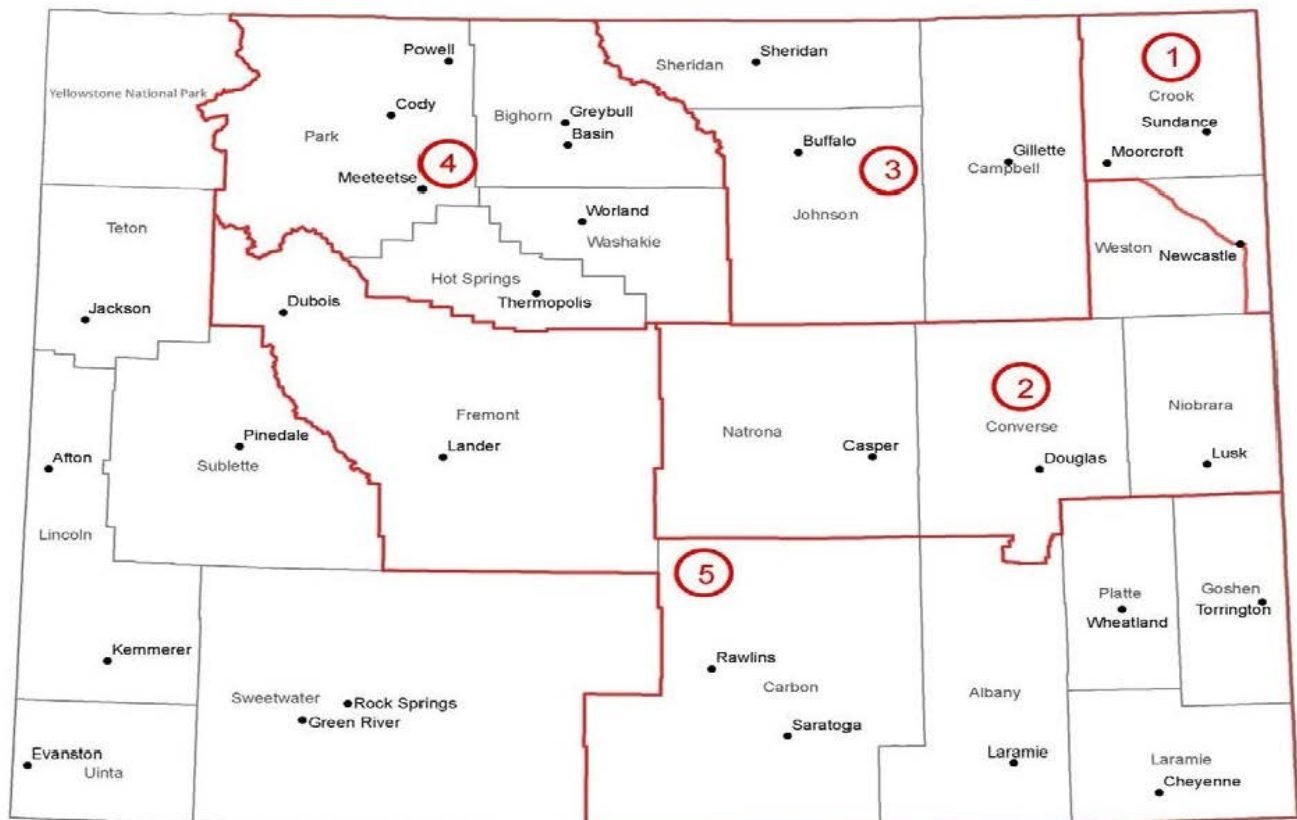 Powell
Sheridan
Sheridan
1
Yellowstone National Park
Cody
Bighorn
Greybull
Basin
Crook
Sundance
Park
4
Buffalo
3
Gillette
Campbell
Moorcroft
Meeteetse
Worland
Washakie
Johnson
Teton
Weston
Newcastle
Hot Springs
Thermopolis
Jackson
Dubois
2
Converse
Niobrara
Fremont
Natrona
Pinedale
Sublette
Lander
Casper
Douglas
Lusk
Afton
Lincoln
5
Platte
Wheatland
Goshen
Torrington
Kemmerer
Rawlins
Carbon
Albany
Sweetwater
Rock Springs
Green River
Saratoga
Evanston
Uinta
Laramie
Laramie
Cheyenne